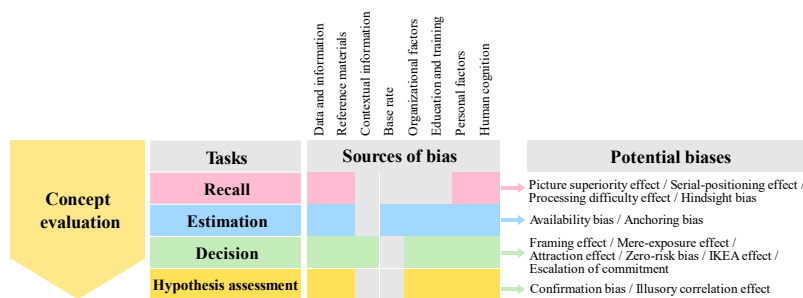 Data and information
Reference materials
Contextual information
Base rate
Organizational factors
Education and training
Personal factors
Human cognition
Concept
evaluation
Tasks
Sources of bias
Potential biases
Recall
Picture superiority effect / Serial-positioning effect /
Processing difficulty effect / Hindsight bias
Estimation
Availability bias / Anchoring bias
Decision
Framing effect / Mere-exposure effect /
Attraction effect / Zero-risk bias / IKEA effect /
Escalation of commitment
Hypothesis assessment
Confirmation bias / Illusory correlation effect